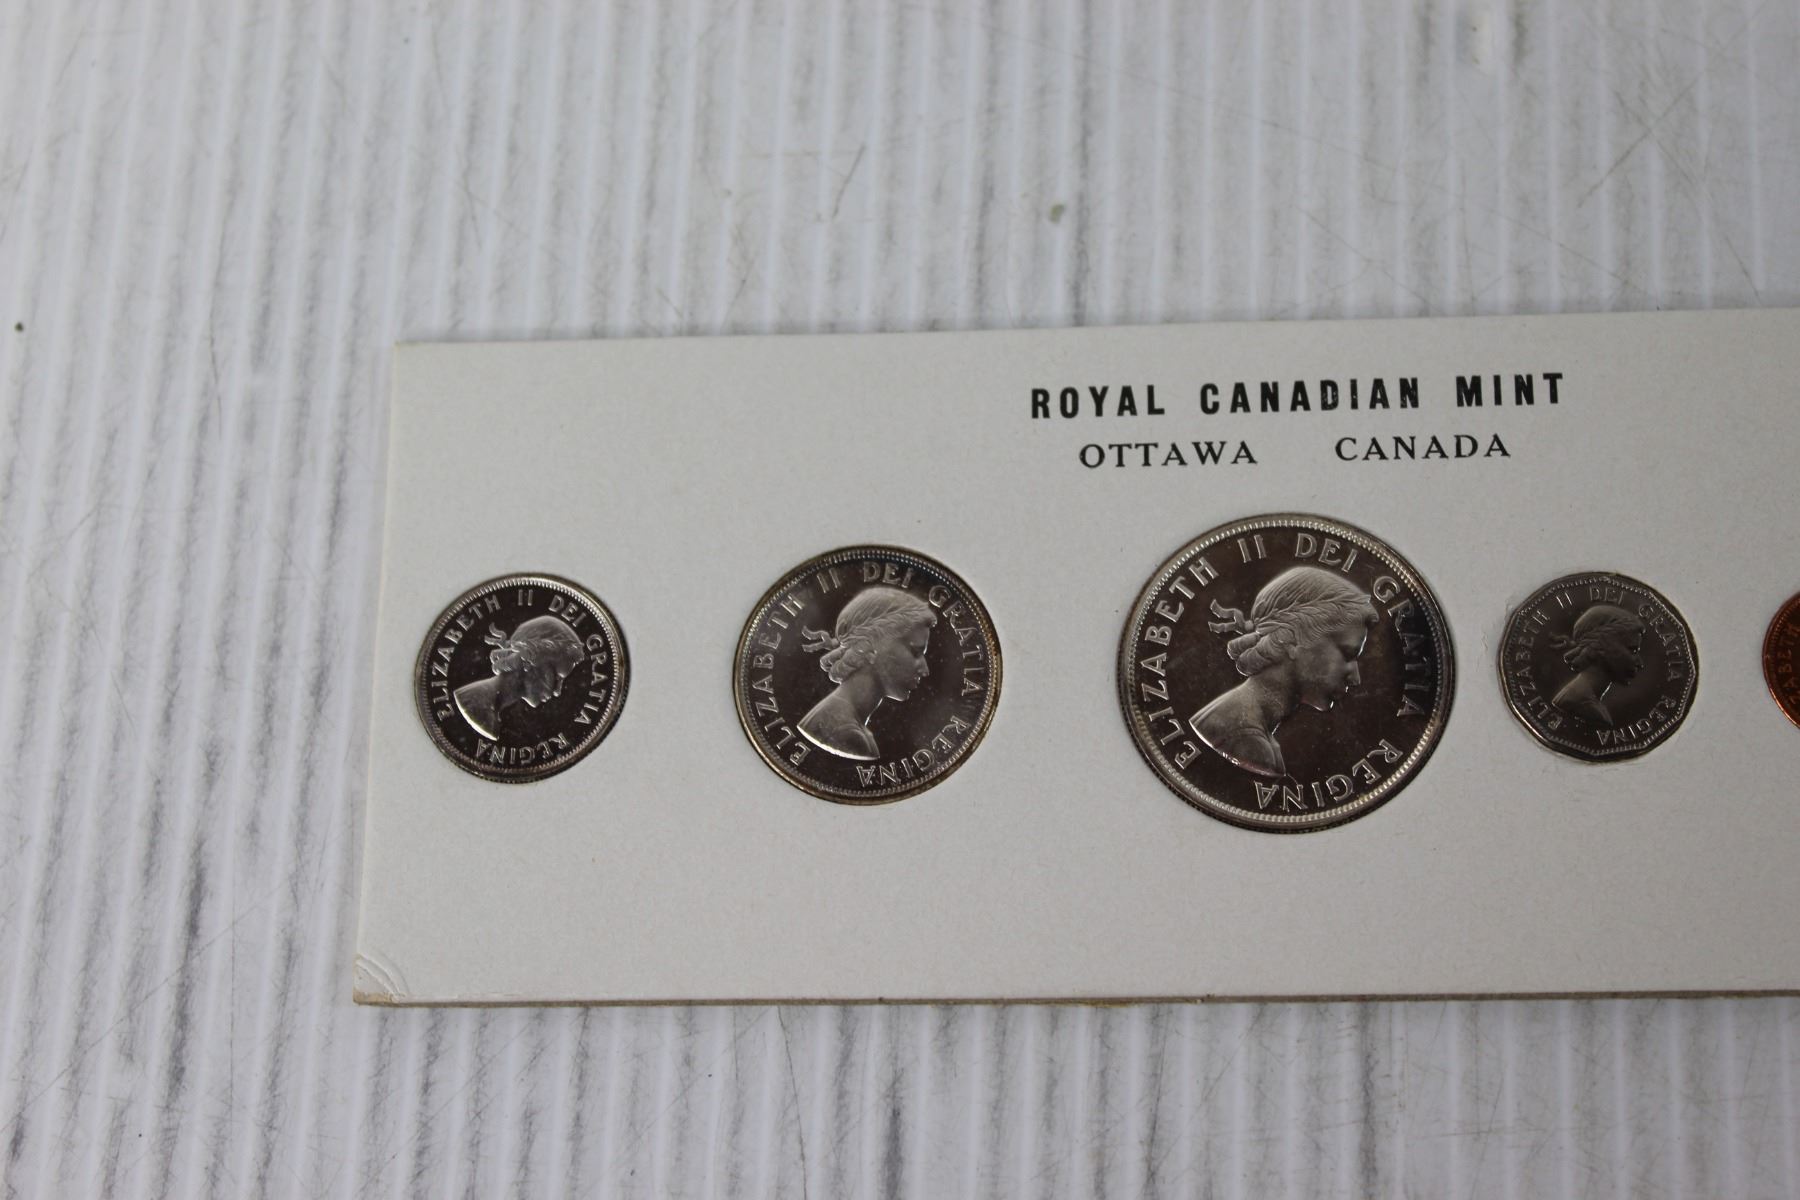 ROYAL CANADIAN MINT
OTTAWA CANADA
ELIZABETH II DEI GRATIA REGINA
ELIZABETH II DEI GRATIA REGINA
ELIZABETH II DEI GRATIA REGINA
ELIZABETH II DEI GRATIA REGINA
ZABETH